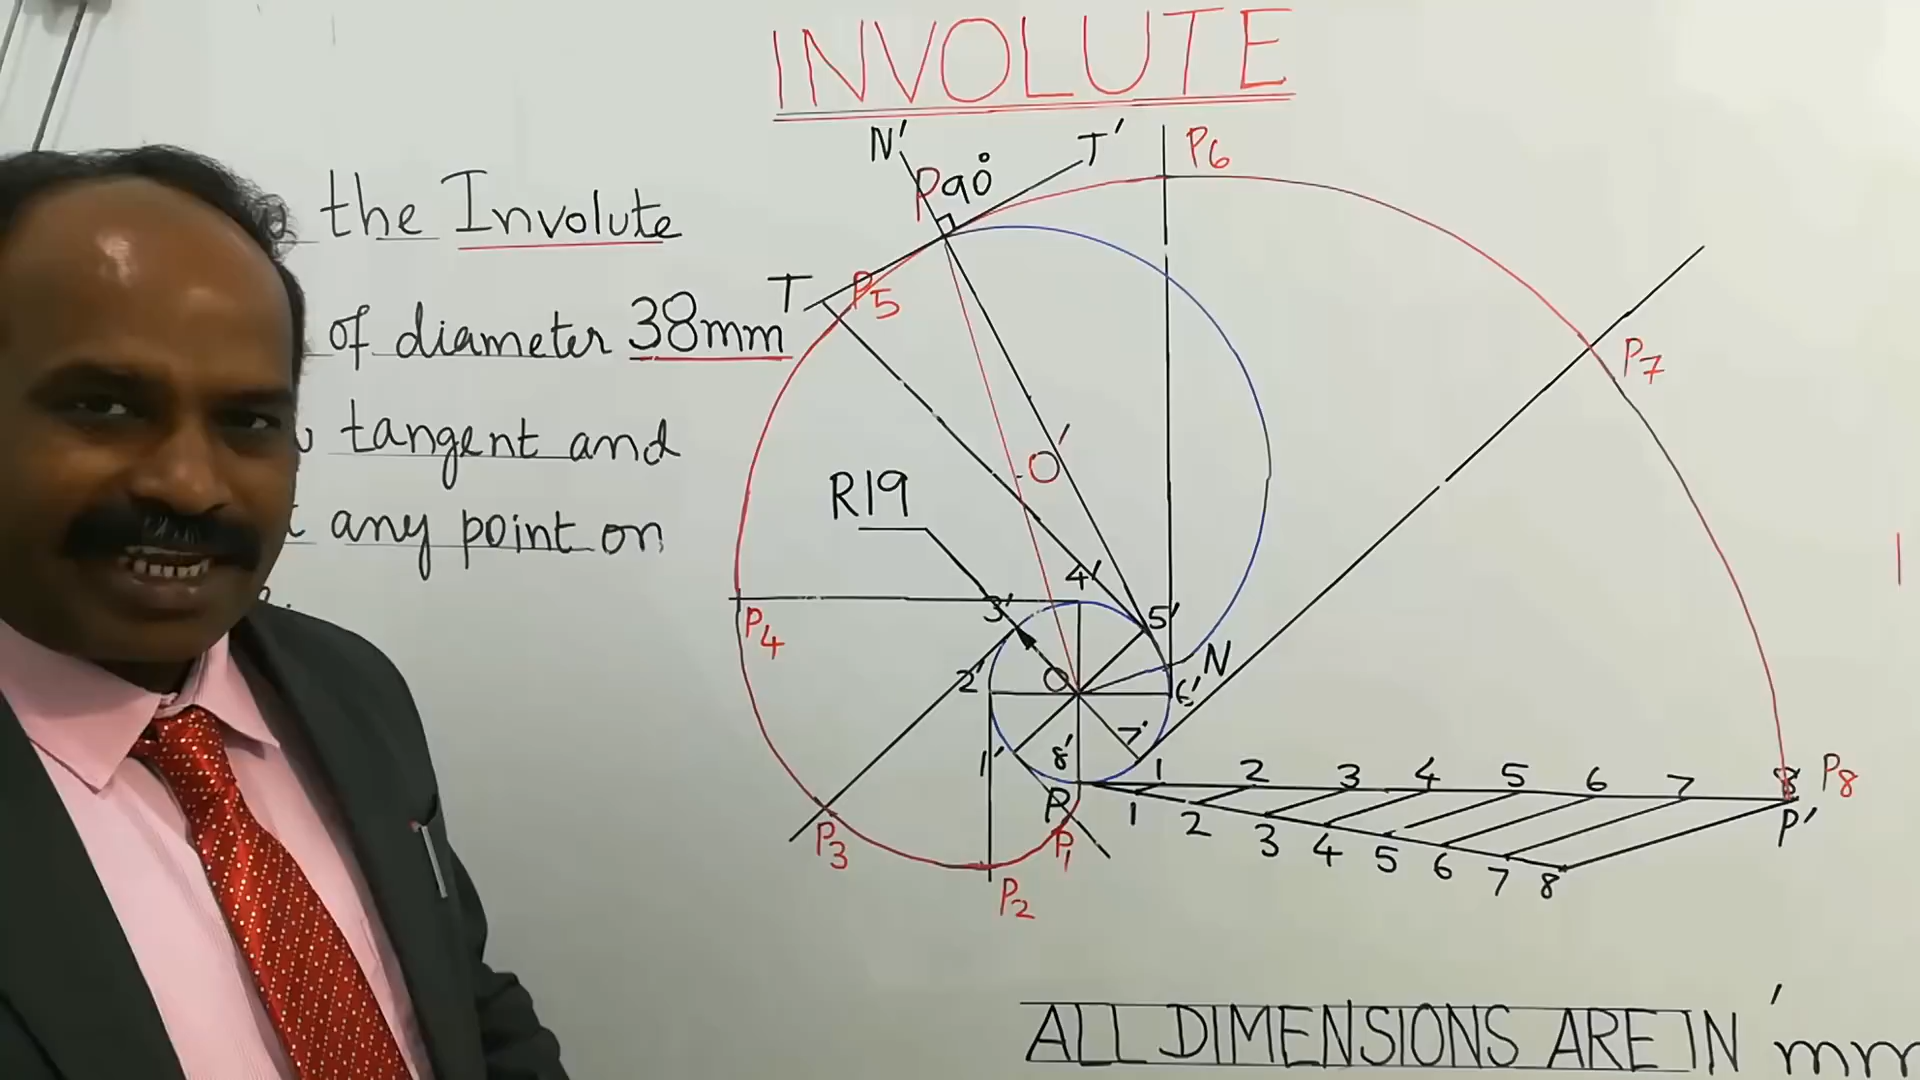 INVOLUTE
the Involute
of diameter 38mm
tangent and
any point on
N'
P
90°
T'
P6
T
P5
P7
O'
R19
4'
3'
5'
P4
2'
O
N
6'
7'
1'
8'
1 2 3 4 5 6 7 8 P8
P
P'
1 2 3 4 5 6 7 8
P1
P3
P2
ALL DIMENSIONS ARE IN 'mm